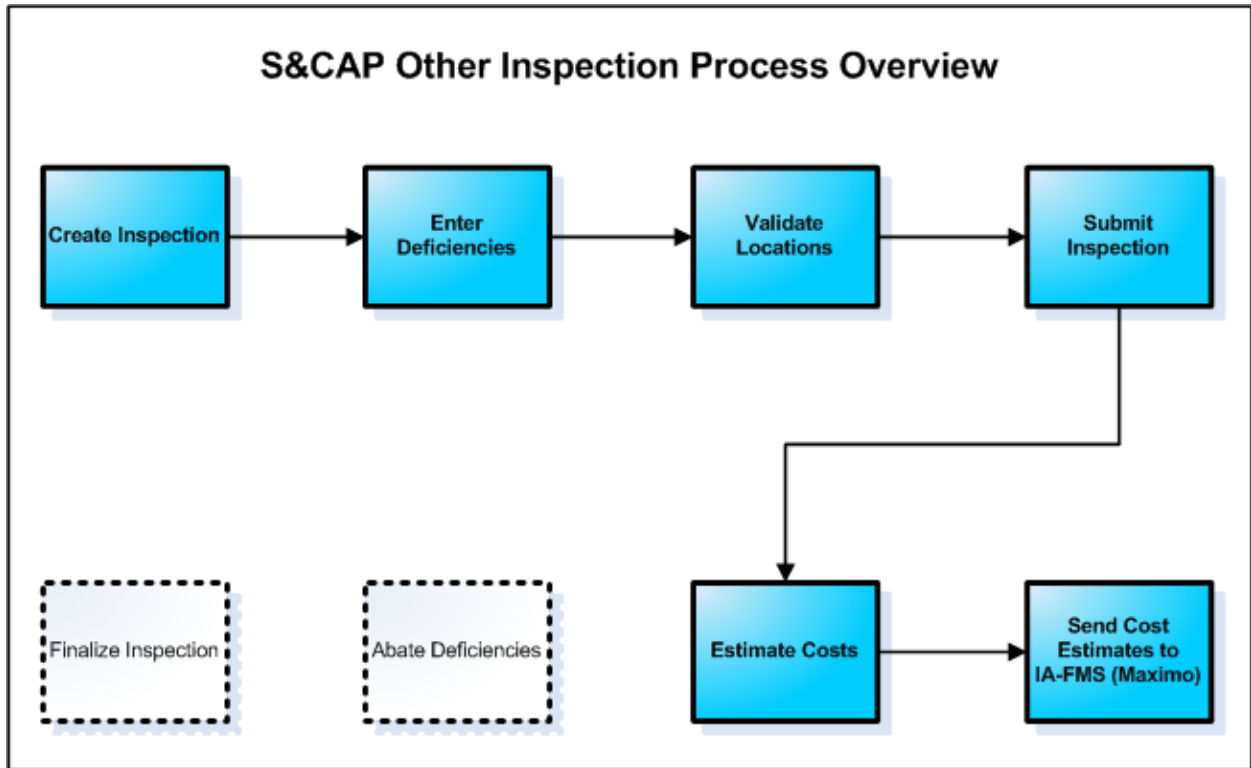 S&CAP Other Inspection Process Overview
Create Inspection
Enter
Deficiencies
Validate
Locations
Submit
Inspection
Finalize Inspection
Abate Deficiencies
Estimate Costs
Send Cost
Estimates to
IA-FMS (Maximo)